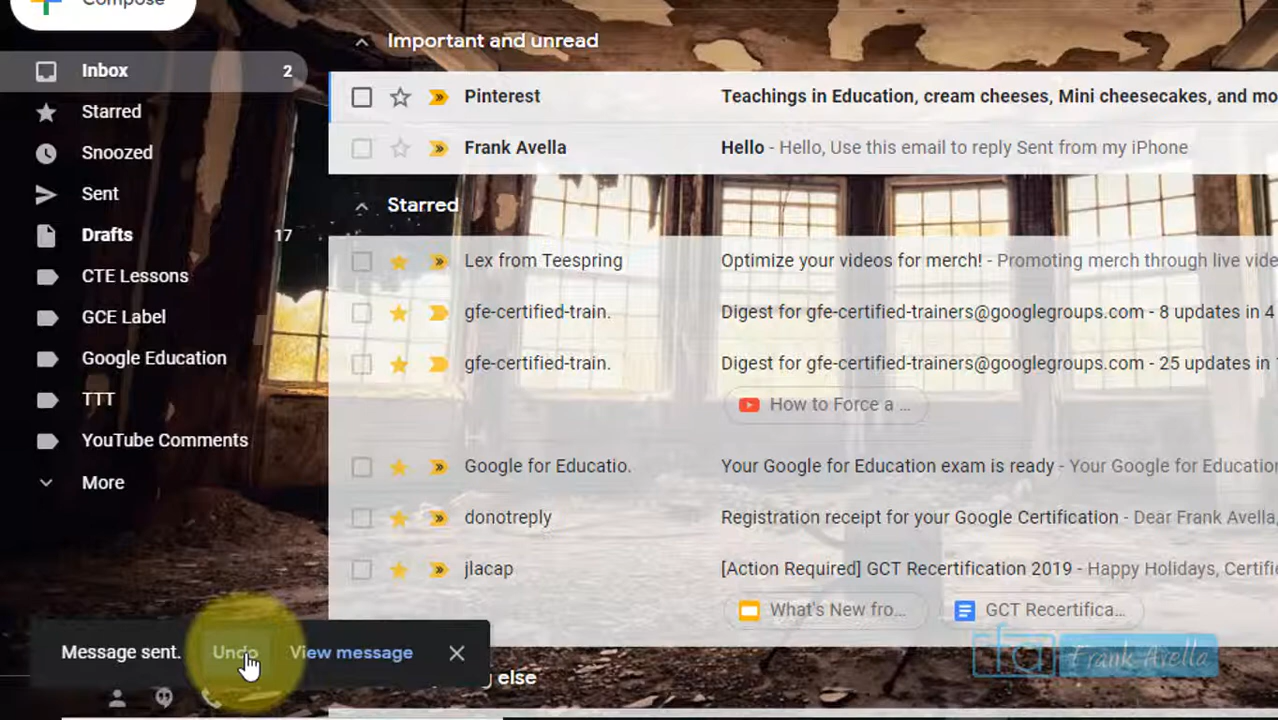 Compose
Important and unread
Inbox 2
Pinterest Teachings in Education, cream cheeses, Mini cheesecakes, and mo
Starred
Snoozed
Frank Avella Hello - Hello, Use this email to reply Sent from my iPhone
Sent
Starred
Drafts 17
Lex from Teespring Optimize your videos for merch! - Promoting merch through live vide
CTE Lessons
GCE Label
gfe-certified-train. Digest for gfe-certified-trainers@googlegroups.com - 8 updates in 4
Google Education
gfe-certified-train. Digest for gfe-certified-trainers@googlegroups.com - 25 updates in
TTT
How to Force a ...
YouTube Comments
Google for Educatio. Your Google for Education exam is ready - Your Google for Education
More
donotreply Registration receipt for your Google Certification - Dear Frank Avella,
jlacap [Action Required] GCT Recertification 2019 - Happy Holidays, Certifi
What's New fro... GCT Recertifica...
Message sent. Undo View message
Frank Avella
else